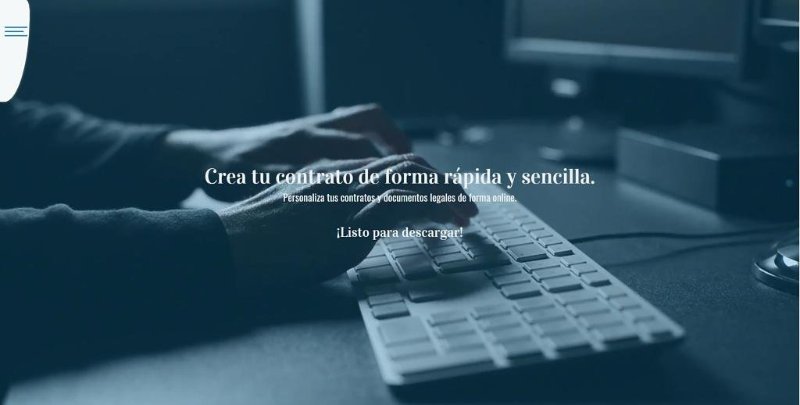 Crea tu contrato de forma rápida y sencilla.
Personaliza tus contratos y documentos legales de forma online.
¡Listo para descargar!